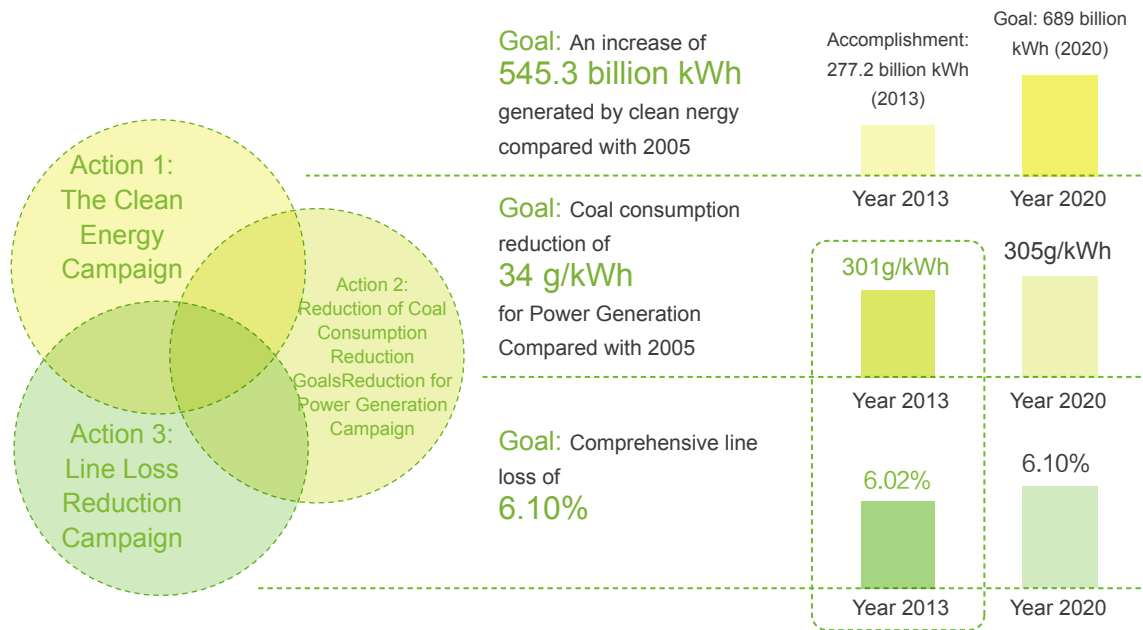 Action 1:
The Clean
Energy
Campaign
Action 2:
Reduction of Coal
Consumption
Reduction
GoalsReduction for
Power Generation
Campaign
Action 3:
Line Loss
Reduction
Campaign
Goal: An increase of
545.3 billion kWh
generated by clean nergy
compared with 2005
Accomplishment:
277.2 billion kWh
(2013)
Goal: 689 billion
kWh (2020)
Year 2013
Year 2020
Goal: Coal consumption
reduction of
34 g/kWh
for Power Generation
Compared with 2005
301g/kWh
305g/kWh
Year 2013
Year 2020
Goal: Comprehensive line
loss of
6.10%
6.02%
6.10%
Year 2013
Year 2020